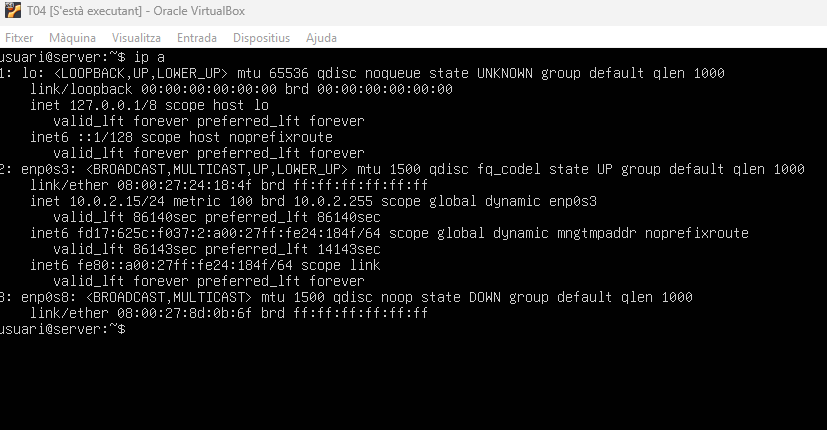 T04 [S'està executant] - Oracle VirtualBox
Fitxer Màquina Visualitza Entrada Dispositius Ajuda
usuari@server:~$ ip a
1: lo: <LOOPBACK,UP,LOWER_UP> mtu 65536 qdisc noqueue state UNKNOWN group default qlen 1000
link/loopback 00:00:00:00:00:00 brd 00:00:00:00:00:00
inet 127.0.0.1/8 scope host lo
valid_lft forever preferred_lft forever
inet6 ::1/128 scope host noprefixroute
valid_lft forever preferred_lft forever
2: enp0s3: <BROADCAST,MULTICAST,UP,LOWER_UP> mtu 1500 qdisc fq_codel state UP group default qlen 1000
link/ether 08:00:27:24:18:4f brd ff:ff:ff:ff:ff:ff
inet 10.0.2.15/24 metric 100 brd 10.0.2.255 scope global dynamic enp0s3
valid_lft 86140sec preferred_lft 86140sec
inet6 fd17:625c:f037:2:a00:27ff:fe24:184f/64 scope global dynamic mngtmpaddr noprefixroute
valid_lft 86143sec preferred_lft 14143sec
inet6 fe80::a00:27ff:fe24:184f/64 scope link
valid_lft forever preferred_lft forever
3: enp0s8: <BROADCAST,MULTICAST> mtu 1500 qdisc noop state DOWN group default qlen 1000
link/ether 08:00:27:8d:0b:6f brd ff:ff:ff:ff:ff:ff
usuari@server:~$